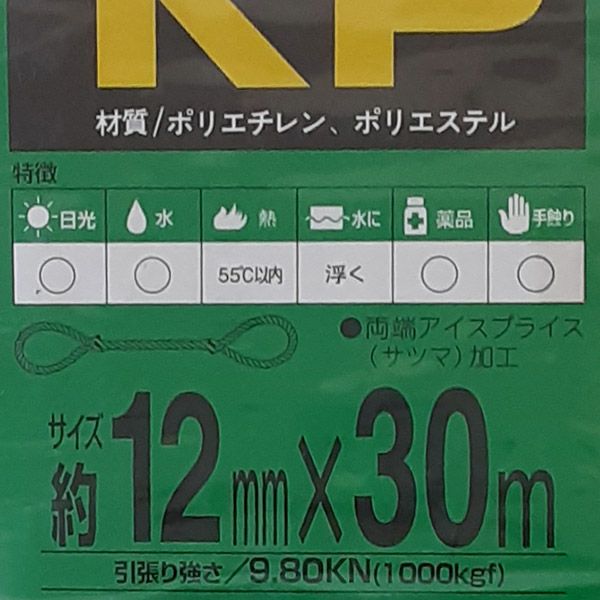 KP
材質/ポリエチレン、ポリエステル
特徴
日光 水 熱 水に 薬品 手触り
○ ○ 55℃以内 浮く ○ ○
●両端アイスプライス
(サツマ)加工
サイズ
約12mm×30m
引張り強さ/9.80KN(1000kgf)